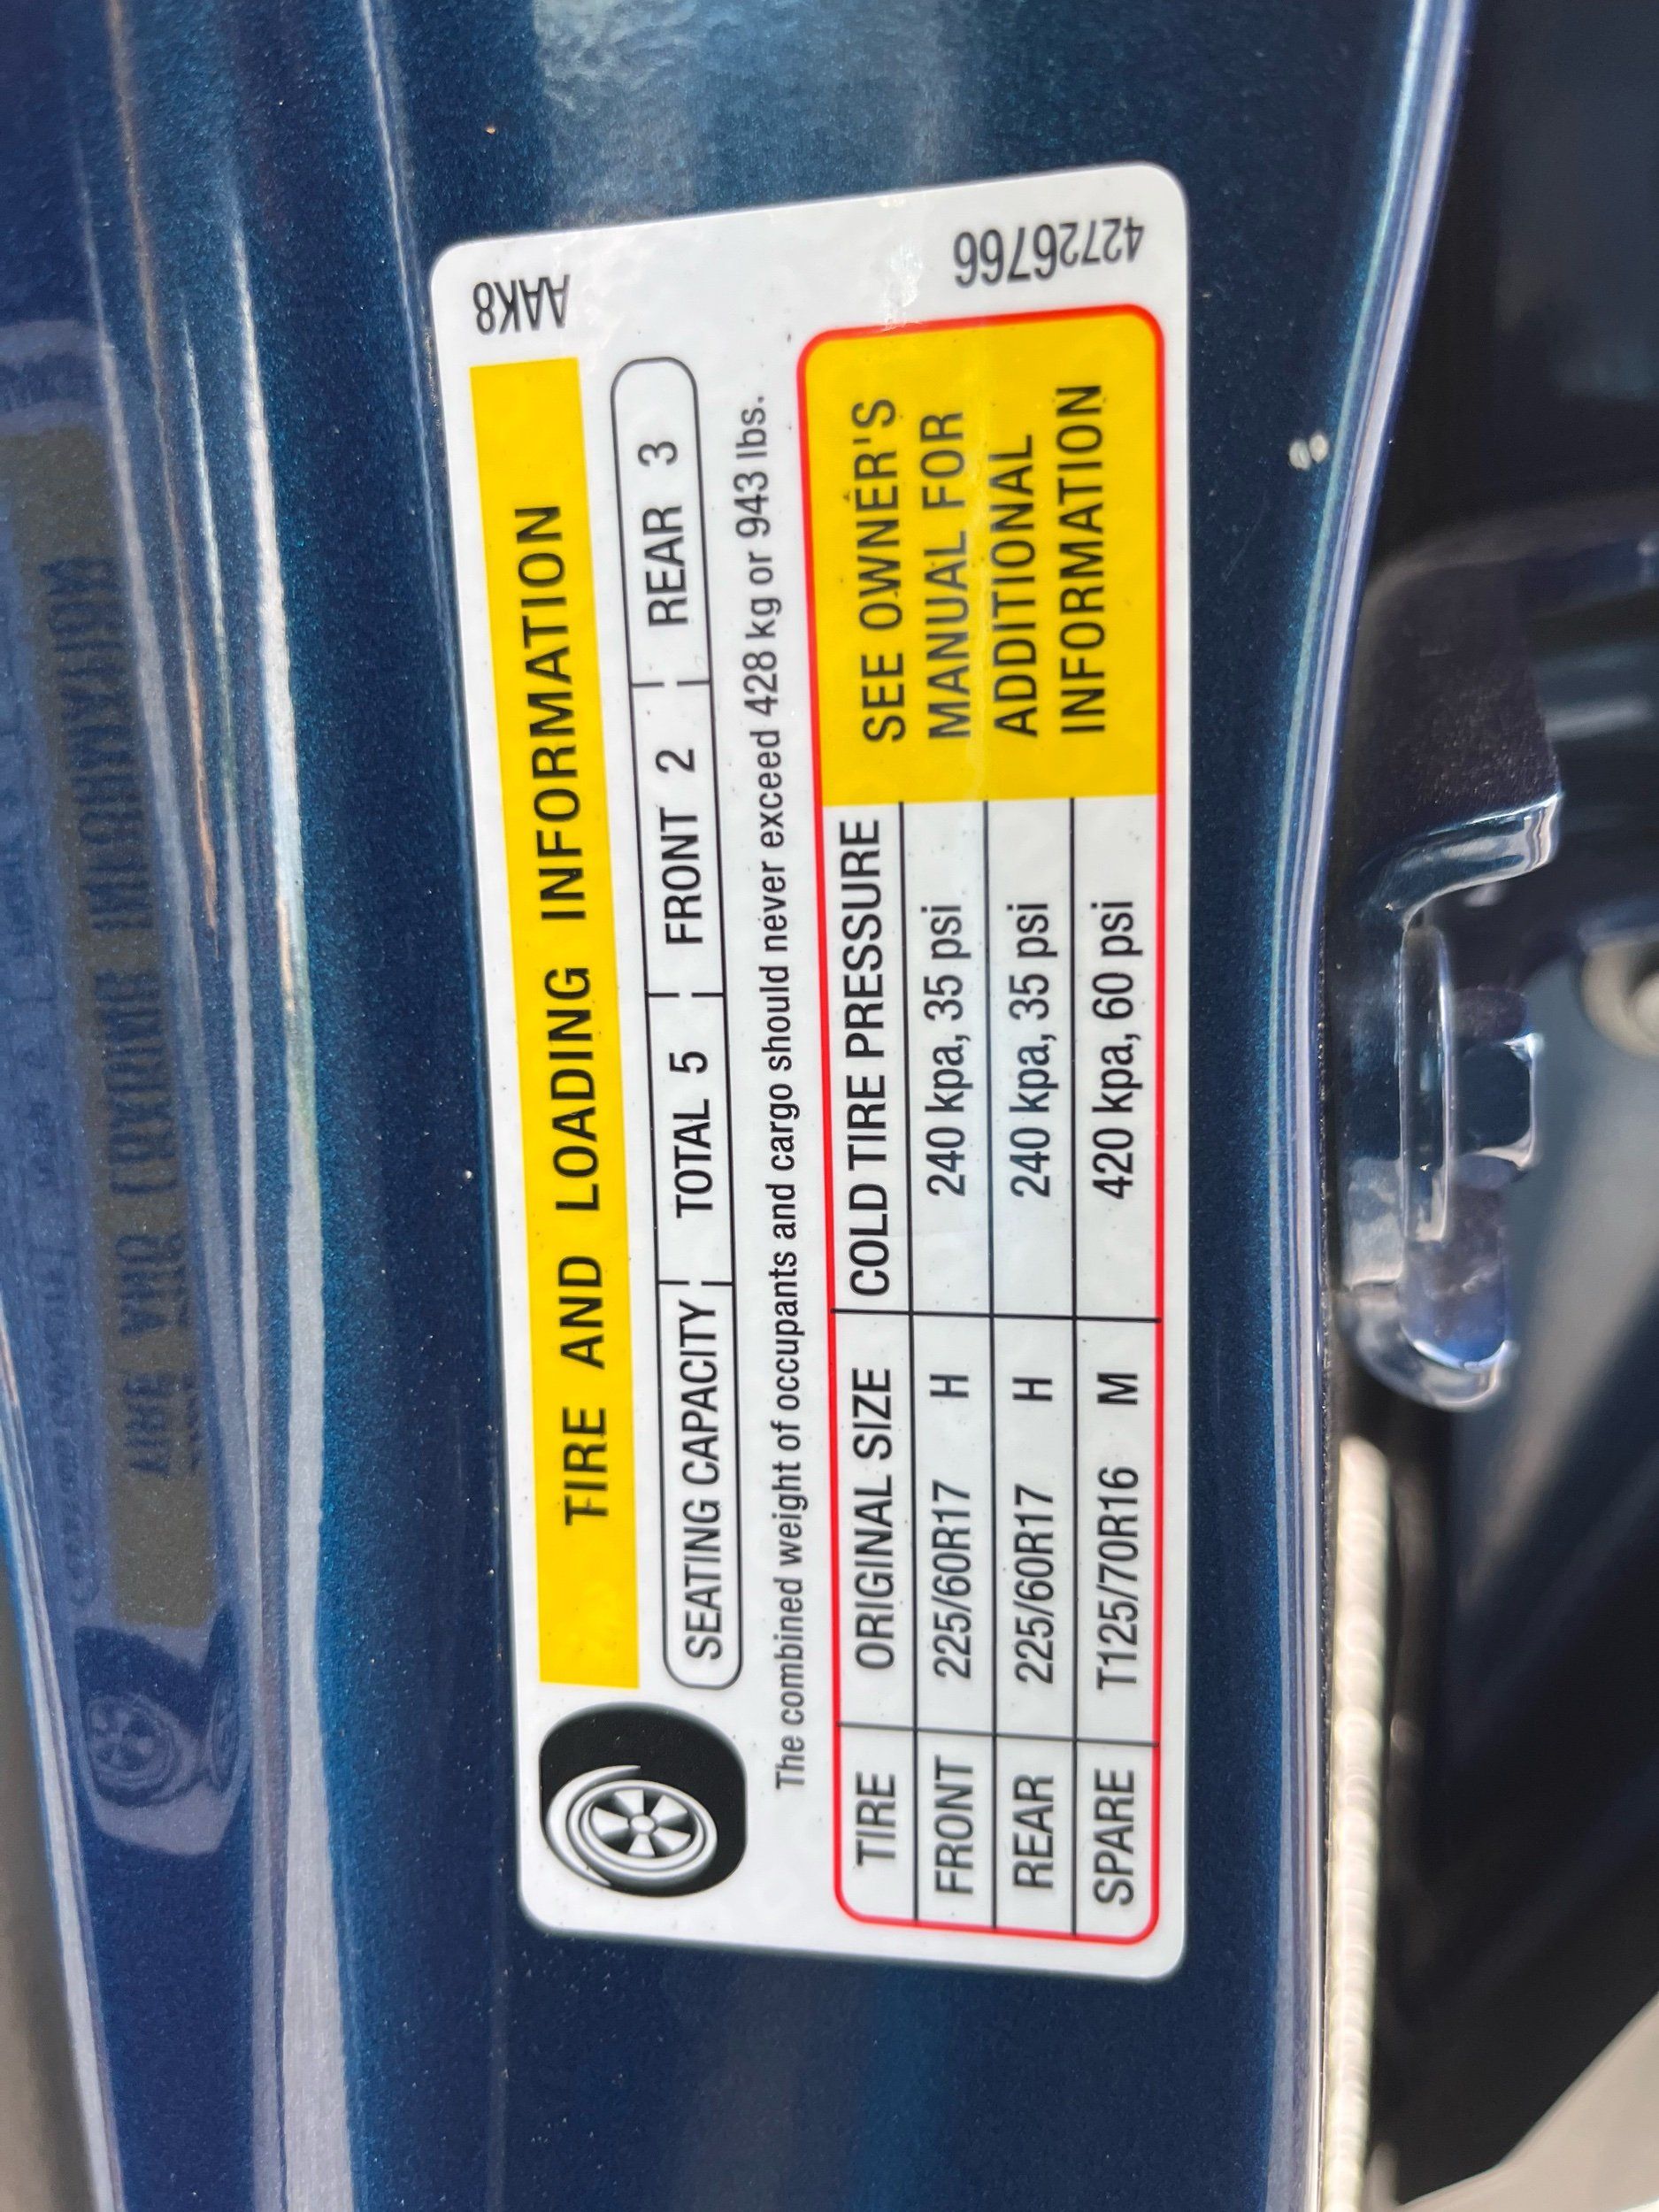 TIRE AND LOADING INFORMATION
SEATING CAPACITY TOTAL 5 FRONT 2 REAR 3
The combined weight of occupants and cargo should never exceed 428 kg or 943 lbs.
TIRE ORIGINAL SIZE COLD TIRE PRESSURE
FRONT 225/60R17 H 240 kpa, 35 psi
REAR 225/60R17 H 240 kpa, 35 psi
SPARE T125/70R16 M 420 kpa, 60 psi
SEE OWNER'S
MANUAL FOR
ADDITIONAL
INFORMATION
AAK8
42726766